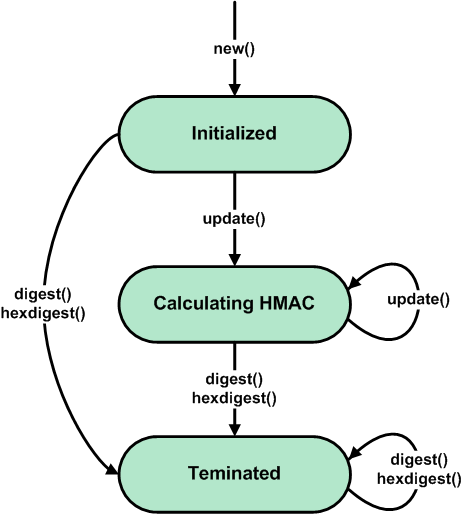 new()
Initialized
update()
digest()
hexdigest()
Calculating HMAC
update()
digest()
hexdigest()
Teminated
digest()
hexdigest()